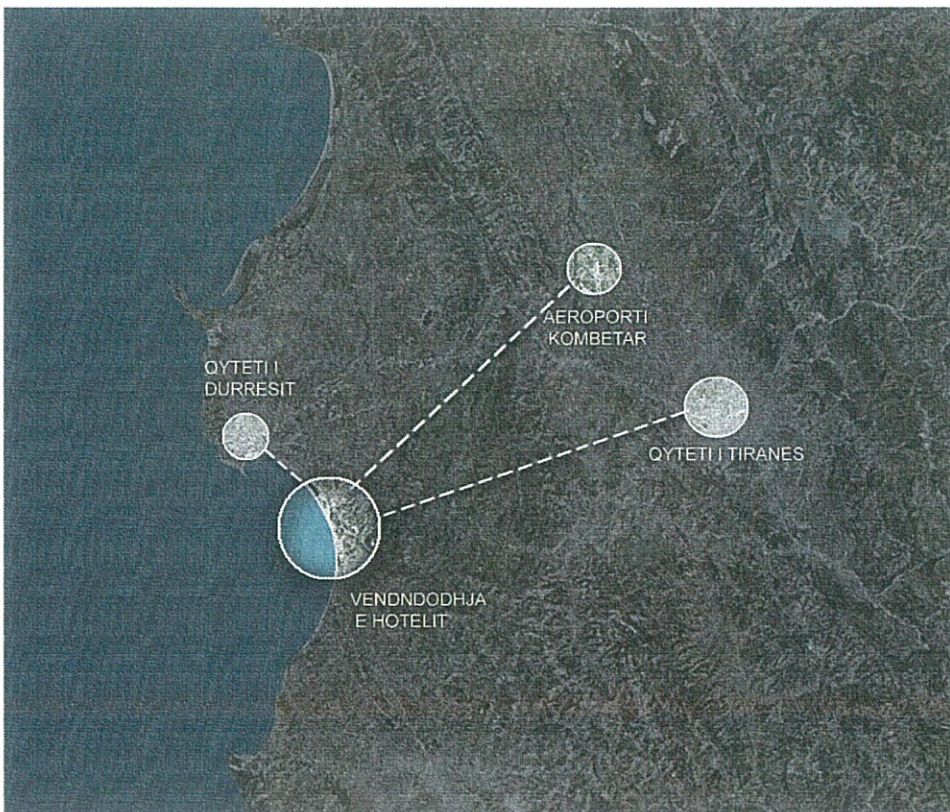 AEROPORTI
KOMBETAR
QYTETI I
DURRESIT
QYTETI I TIRANES
VENDNDODHJA
E HOTELIT